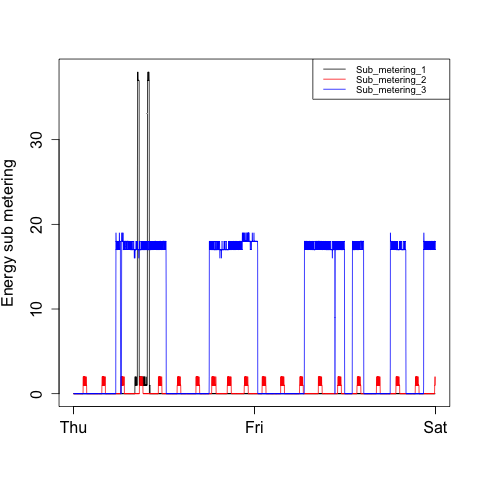 Sub_metering_1
Sub_metering_2
Sub_metering_3
Energy sub metering
30
20
10
0
Thu Fri Sat